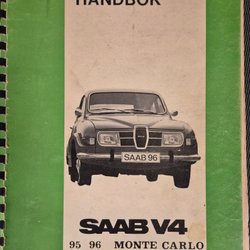 HANDBOK
SAAB 96
SAAB V4
95 96 MONTE CARLO